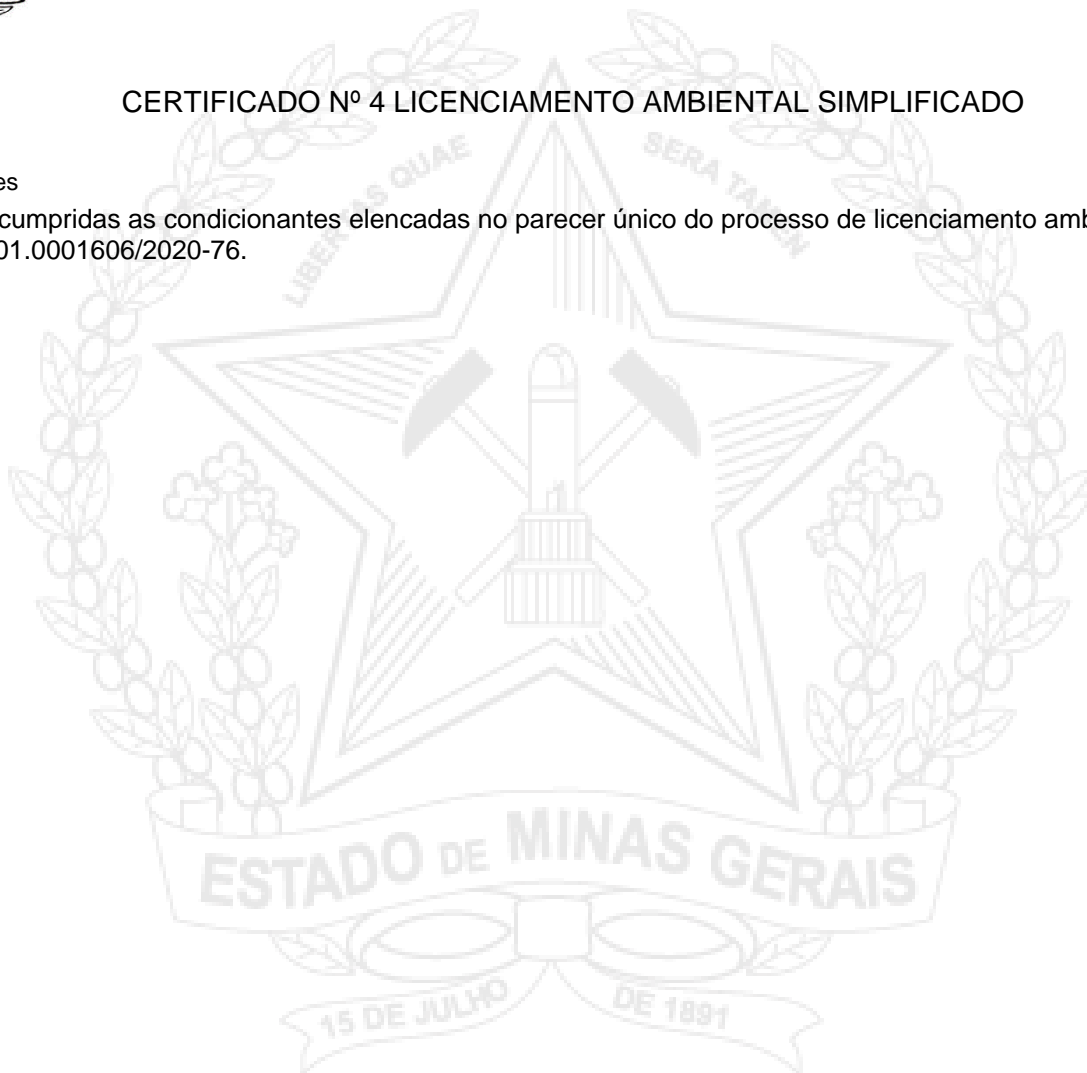 CERTIFICADO Nº 4 LICENCIAMENTO AMBIENTAL SIMPLIFICADO
LIBERTAS QUAE SERA TAMEN
es
cumpridas as condicionantes elencadas no parecer único do processo de licenciamento amb
01.0001606/2020-76.
ESTADO DE MINAS GERAIS
15 DE JULHO DE 1891